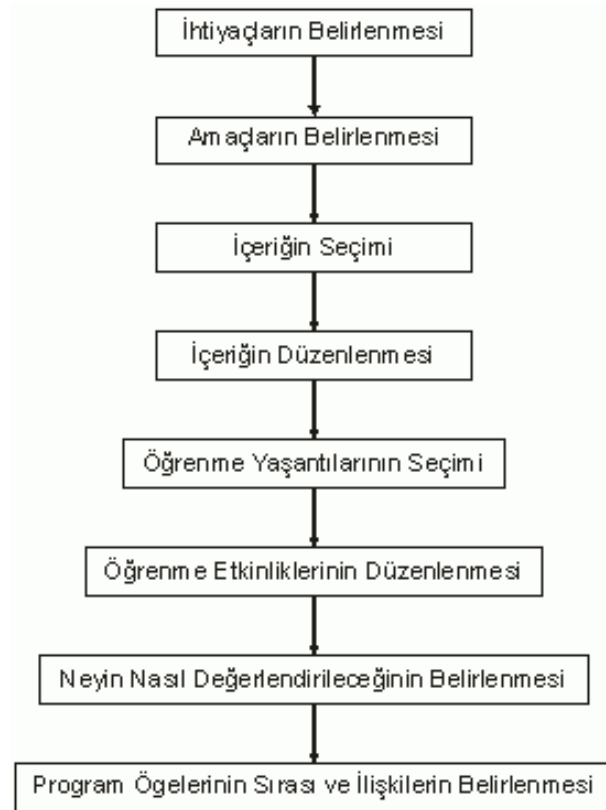 İhtiyaçların Belirlenmesi
Amaçların Belirlenmesi
İçeriğin Seçimi
İçeriğin Düzenlenmesi
Öğrenme Yaşantılarının Seçimi
Öğrenme Etkinliklerinin Düzenlenmesi
Neyin Nasıl Değerlendirileceğinin Belirlenmesi
Program Ögelerinin Sırası ve İlişkilerin Belirlenmesi